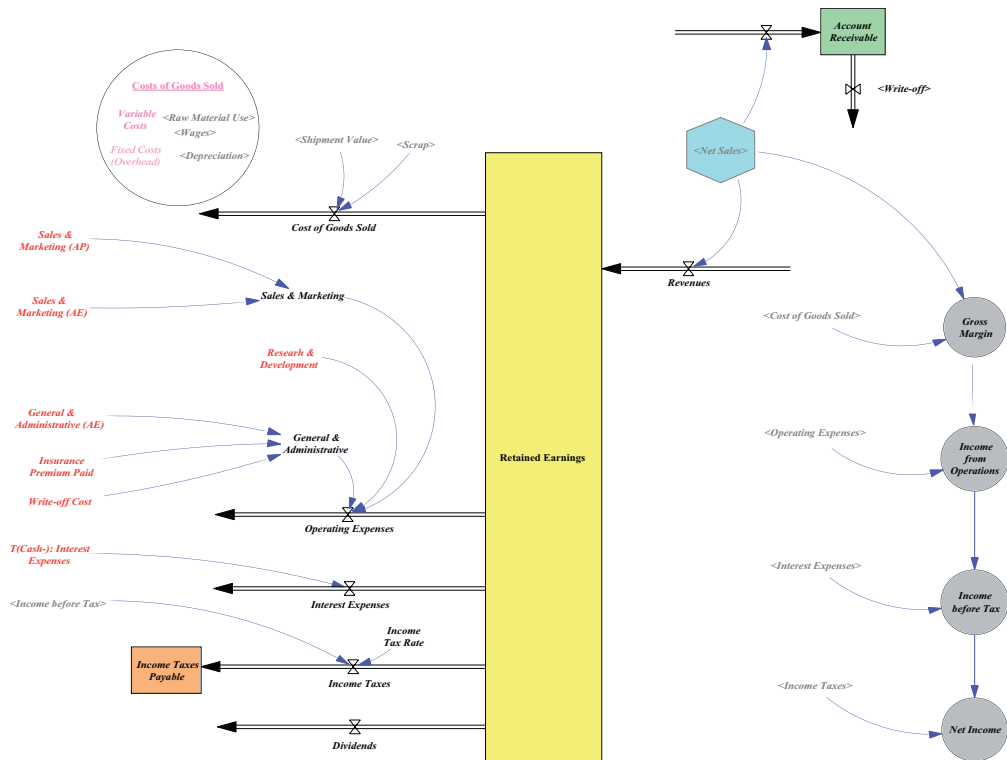 Account
Receivable
<Write-off>
Costs of Goods Sold
Variable
Costs
<Raw Material Use>
<Wages>
Fixed Costs
(Overhead)
<Depreciation>
<Shipment Value>
<Scrap>
<Net Sales>
Cost of Goods Sold
Sales &
Marketing (AP)
Revenues
Sales &
Marketing (AE)
Sales & Marketing
<Cost of Goods Sold>
Gross
Margin
Researh &
Development
General &
Administrative (AE)
General &
Administrative
<Operating Expenses>
Income
from
Operations
Retained Earnings
Insurance
Premium Paid
Write-off Cost
Operating Expenses
T(Cash-): Interest
Expenses
<Interest Expenses>
Interest Expenses
<Income before Tax>
Income
before Tax
Income
Tax Rate
Income Taxes
Payable
Income Taxes
<Income Taxes>
Net Income
Dividends